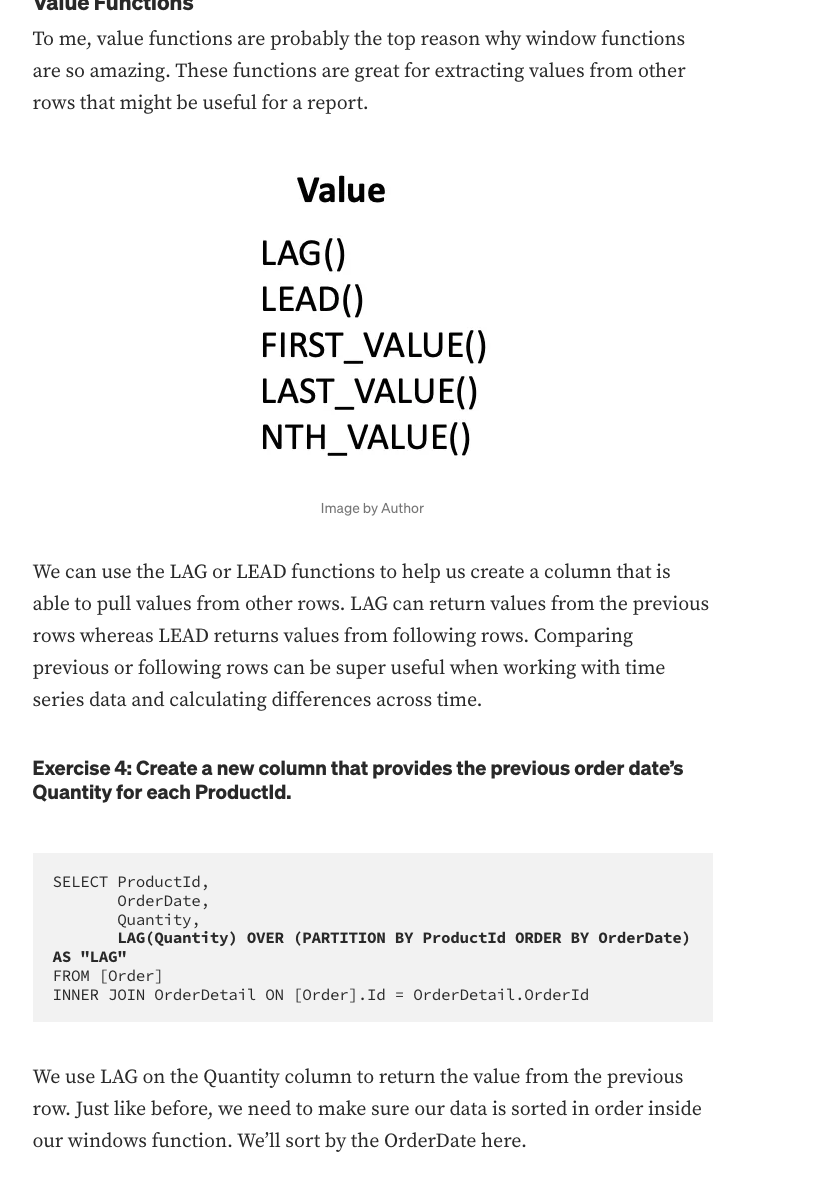 Value Functions
To me, value functions are probably the top reason why window functions
are so amazing. These functions are great for extracting values from other
rows that might be useful for a report.
Value
LAG()
LEAD()
FIRST_VALUE()
LAST_VALUE()
NTH_VALUE()
Image by Author
We can use the LAG or LEAD functions to help us create a column that is
able to pull values from other rows. LAG can return values from the previous
rows whereas LEAD returns values from following rows. Comparing
previous or following rows can be super useful when working with time
series data and calculating differences across time.
Exercise 4: Create a new column that provides the previous order date’s
Quantity for each ProductId.
SELECT ProductId,
       OrderDate,
       Quantity,
       LAG(Quantity) OVER (PARTITION BY ProductId ORDER BY OrderDate)
AS "LAG"
FROM [Order]
INNER JOIN OrderDetail ON [Order].Id = OrderDetail.OrderId
We use LAG on the Quantity column to return the value from the previous
row. Just like before, we need to make sure our data is sorted in order inside
our windows function. We’ll sort by the OrderDate here.